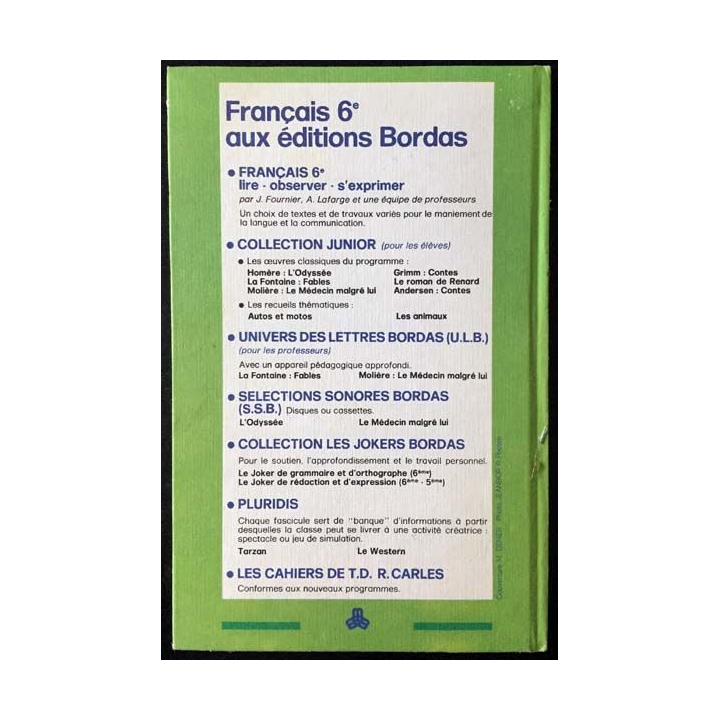 Français 6e
aux éditions Bordas
• FRANÇAIS 6e
lire - observer - s'exprimer
par J. Fournier, A. Lafarge et une équipe de professeurs
Un choix de textes et de travaux variés pour le maniement de
la langue et la communication.
• COLLECTION JUNIOR (pour les élèves)
• Les œuvres classiques du programme :
Homère : L'Odyssée Grimm : Contes
La Fontaine : Fables Le roman de Renard
Molière : Le Médecin malgré lui Andersen : Contes
• Les recueils thématiques :
Autos et motos Les animaux
• UNIVERS DES LETTRES BORDAS (U.L.B.)
(pour les professeurs)
Avec un appareil pédagogique approfondi.
La Fontaine : Fables Molière : Le Médecin malgré lui
• SELECTIONS SONORES BORDAS
(S.S.B.) Disques ou cassettes.
L'Odyssée Le Médecin malgré lui
• COLLECTION LES JOKERS BORDAS
Pour le soutien, l'approfondissement et le travail personnel.
Le Joker de grammaire et d'orthographe (6ème)
Le Joker de rédaction et d'expression (6ème - 5ème)
• PLURIDIS
Chaque fascicule sert de "banque" d'informations à partir
desquelles la classe peut se livrer à une activité créatrice :
spectacle ou jeu de simulation.
Tarzan Le Western
• LES CAHIERS DE T.D. R. CARLES
Conformes aux nouveaux programmes.
Couverture M. Photo